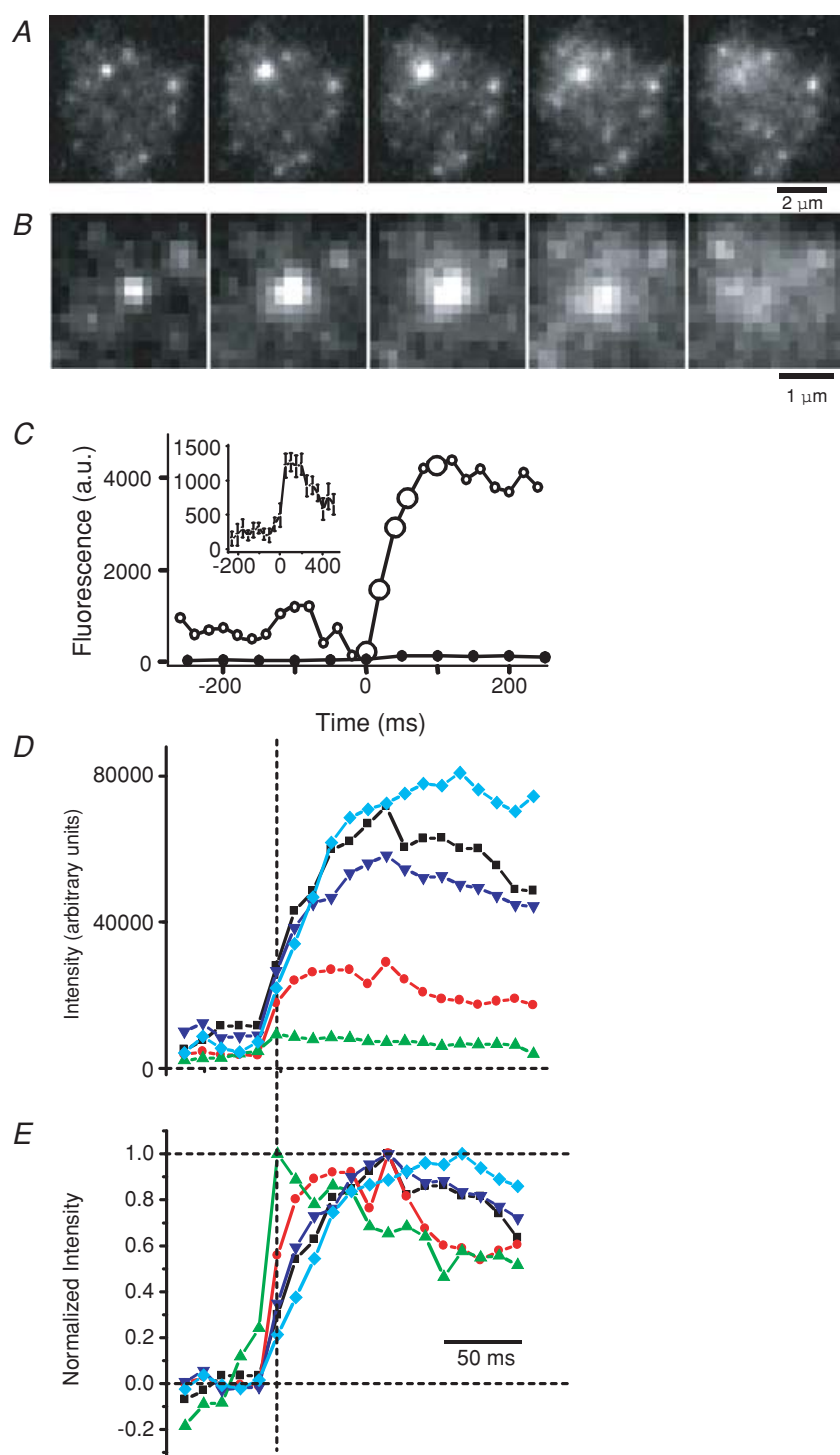 A
2 μm
B
1 μm
C
Fluorescence (a.u.)
4000
2000
0
1500
1000
500
0
-200 0 400
-200 0 200
Time (ms)
D
Intensity (arbitrary units)
80000
40000
0
E
Normalized Intensity
1.0
0.8
0.6
0.4
0.2
0.0
-0.2
50 ms